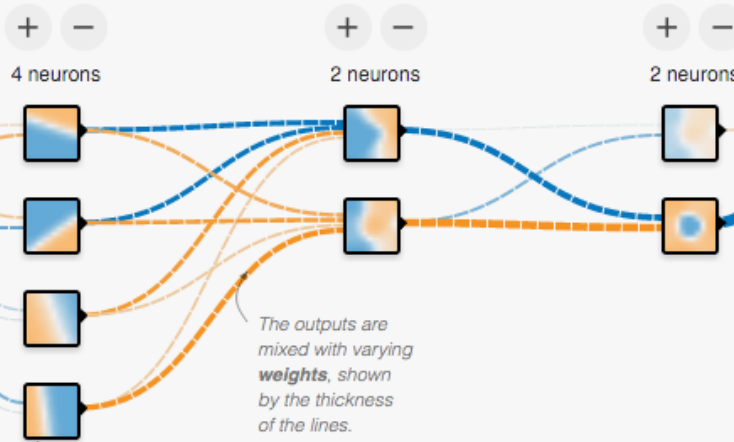 + − + − + −
4 neurons 2 neurons 2 neurons
The outputs are
mixed with varying
weights, shown
by the thickness
of the lines.